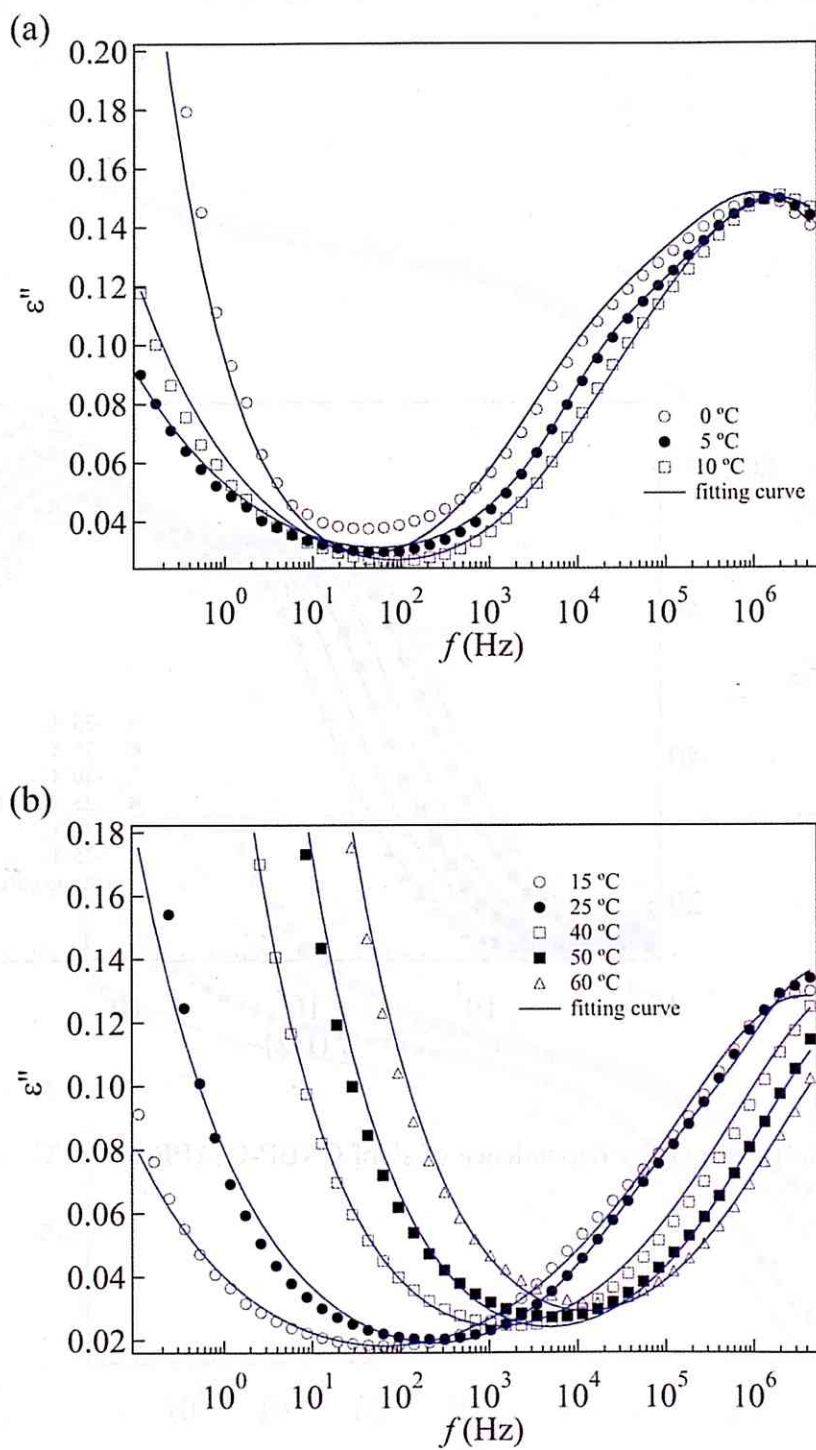 (a)
0.20
0.18
0.16
0.14
0.12
0.10
0.08
0.06
0.04
ε"
0 ºC
5 ºC
10 ºC
fitting curve
10⁰ 10¹ 10² 10³ 10⁴ 10⁵ 10⁶
f (Hz)
(b)
0.18
0.16
0.14
0.12
0.10
0.08
0.06
0.04
0.02
ε"
15 ºC
25 ºC
40 ºC
50 ºC
60 ºC
fitting curve
10⁰ 10¹ 10² 10³ 10⁴ 10⁵ 10⁶
f (Hz)